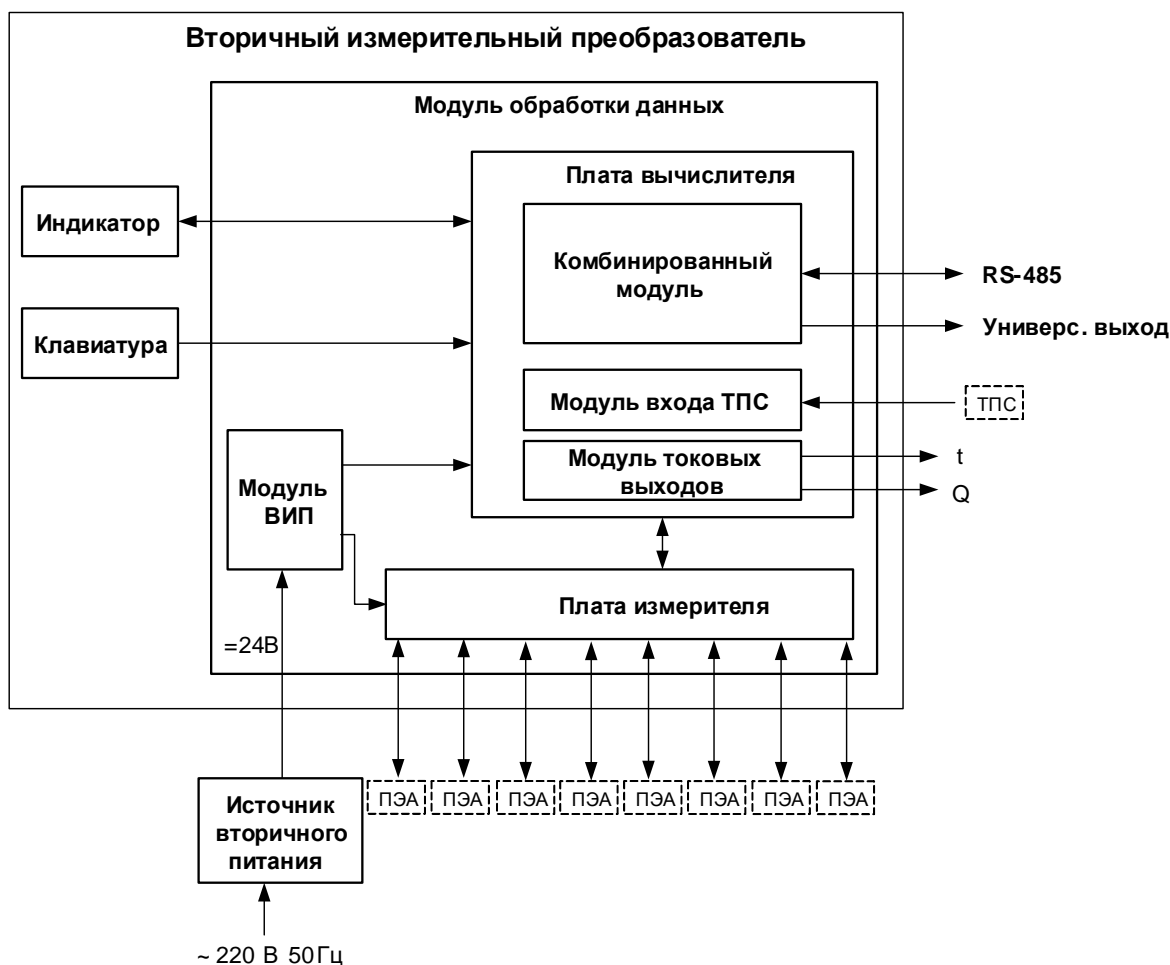 Вторичный измерительный преобразователь
Модуль обработки данных
Плата вычислителя
Индикатор
Комбинированный
модуль
RS-485
Универс. выход
Клавиатура
Модуль входа ТПС
ТПС
Модуль токовых
выходов
t
Q
Модуль
ВИП
Плата измерителя
=24В
ПЭА ПЭА ПЭА ПЭА ПЭА ПЭА ПЭА ПЭА
Источник
вторичного
питания
~ 220 В 50Гц